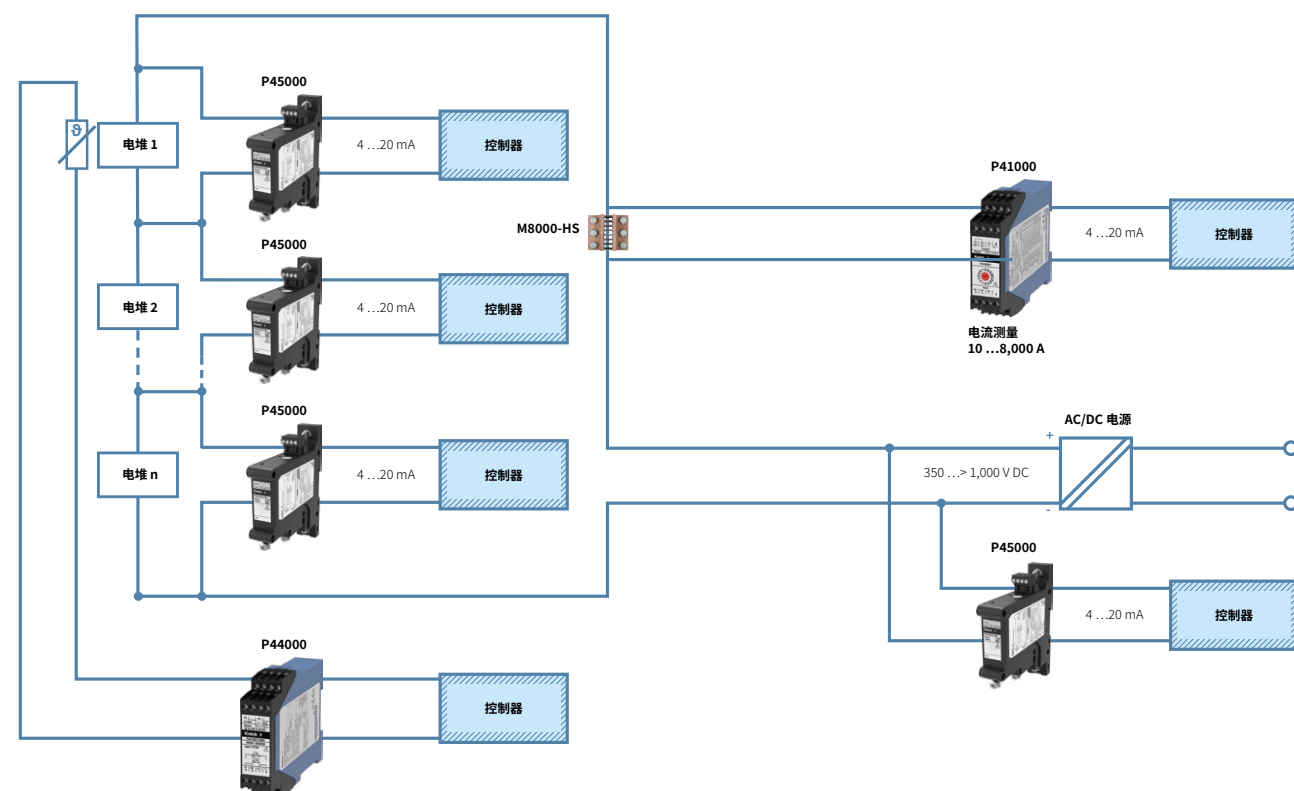 P45000
ϑ
电堆 1
4 …20 mA
控制器
P41000
M8000-HS
4 …20 mA
控制器
P45000
电堆 2
4 …20 mA
控制器
电流测量
10 …8,000 A
P45000
AC/DC 电源
+
电堆 n
4 …20 mA
控制器
350 …> 1,000 V DC
-
P45000
4 …20 mA
控制器
P44000
控制器
Knick >